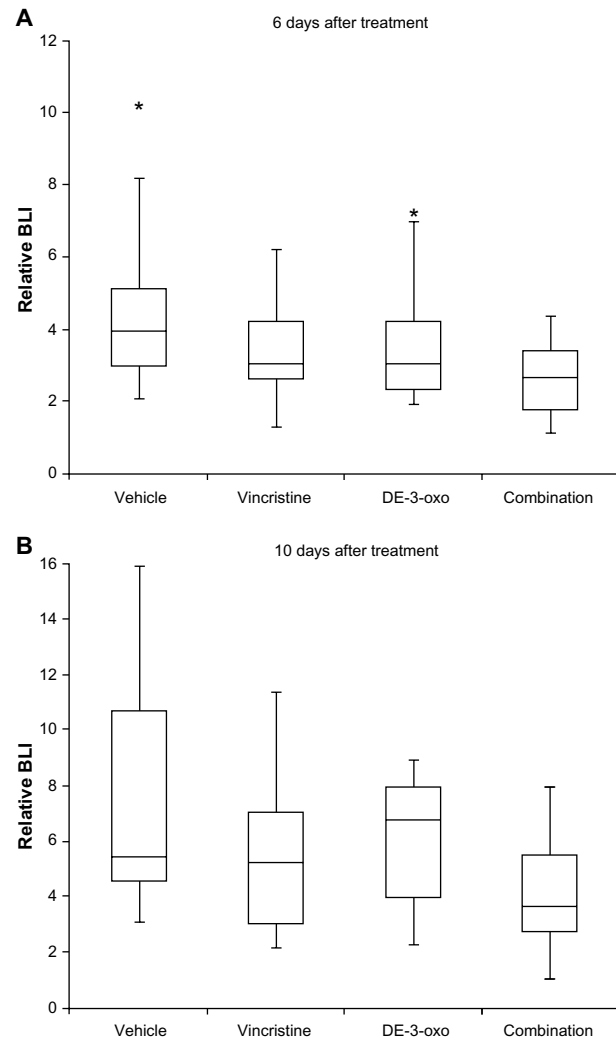 A
6 days after treatment
12
10
8
6
4
2
0
Relative BLI
*
*
Vehicle Vincristine DE-3-oxo Combination
B
10 days after treatment
16
14
12
10
8
6
4
2
0
Relative BLI
Vehicle Vincristine DE-3-oxo Combination